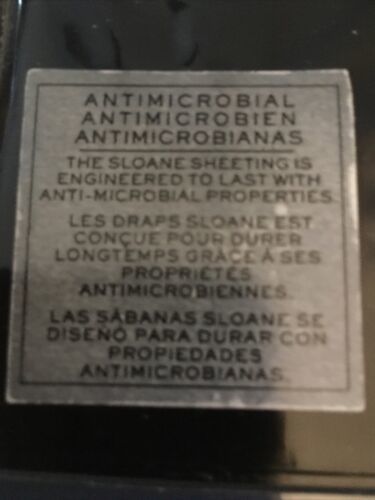 ANTIMICROBIAL
ANTIMICROBIEN
ANTIMICROBIANAS
THE SLOANE SHEETING IS
ENGINEERED TO LAST WITH
ANTI-MICROBIAL PROPERTIES.
LES DRAPS SLOANE EST
CONÇUE POUR DURER
LONGTEMPS GRÂCE À SES
PROPRIÉTÉS
ANTIMICROBIENNES.
LAS SÁBANAS SLOANE SE
DISEÑÓ PARA DURAR CON
PROPIEDADES
ANTIMICROBIANAS.